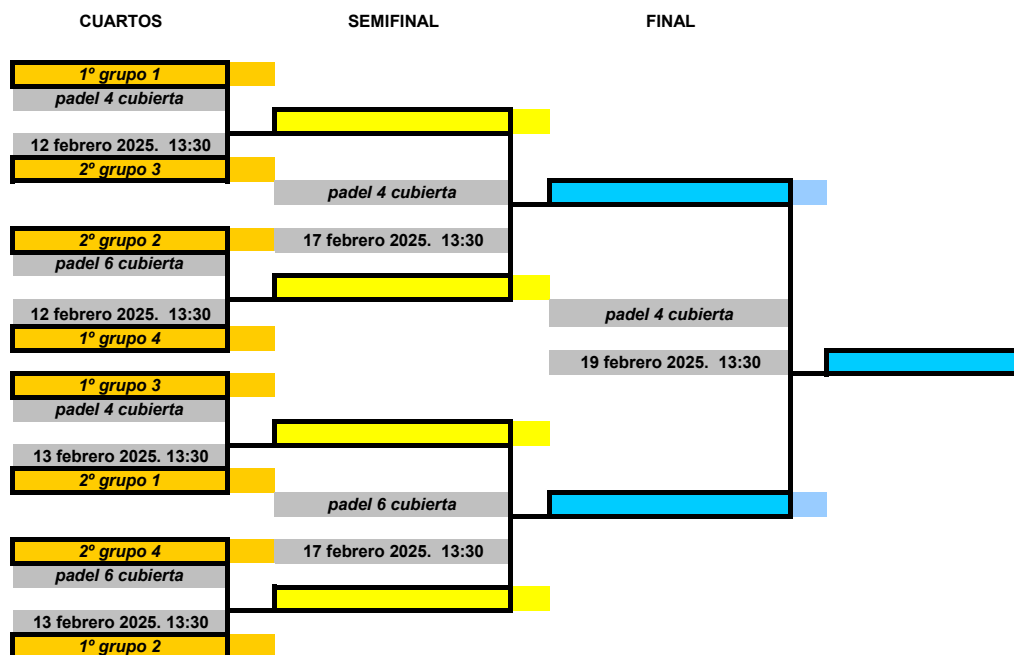 CUARTOS
SEMIFINAL
FINAL
1º grupo 1
padel 4 cubierta
12 febrero 2025.  13:30
2º grupo 3
padel 4 cubierta
2º grupo 2
17 febrero 2025.  13:30
padel 6 cubierta
12 febrero 2025.  13:30
padel 4 cubierta
1º grupo 4
19 febrero 2025.  13:30
1º grupo 3
padel 4 cubierta
13 febrero 2025. 13:30
2º grupo 1
padel 6 cubierta
2º grupo 4
17 febrero 2025.  13:30
padel 6 cubierta
13 febrero 2025. 13:30
1º grupo 2